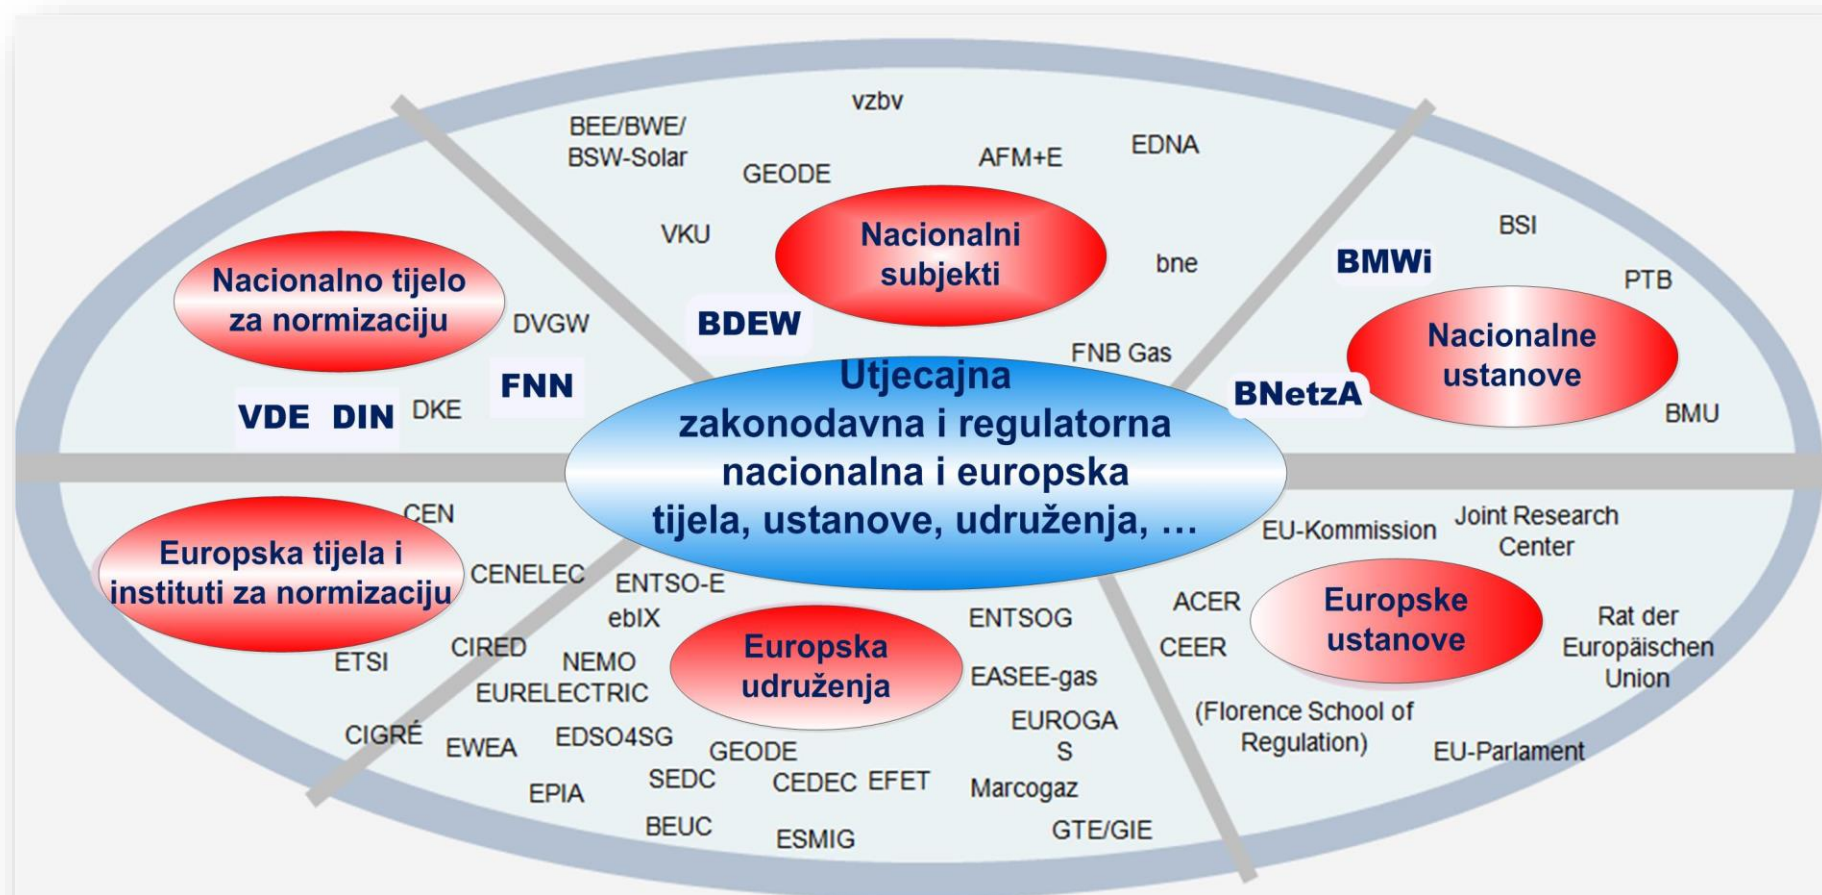 vzbv
BEE/BWE/
BSW-Solar
GEODE
AFM+E
EDNA
VKU
Nacionalni
subjekti
bne
BDEW
FNB Gas
Nacionalno tijelo
za normizaciju
DVGW
FNN
VDE DIN
DKE
BSI
BMWi
PTB
Nacionalne
ustanove
BNetzA
BMU
Utjecajna
zakonodavna i regulatorna
nacionalna i europska
tijela, ustanove, udruženja, ...
CEN
Europska tijela i
instituti za normizaciju
CENELEC
ETSI
CIRED
CIGRÉ
ENTSO-E
ebIX
NEMO
EURELECTRIC
EWEA
EDSO4SG
EPIA
SEDC
GEODE
BEUC
CEDEC
EFET
ESMIG
Europska
udruženja
ENTSOG
EASEE-gas
EUROGA
S
Marcogaz
GTE/GIE
EU-Kommission
Joint Research
Center
ACER
CEER
Europske
ustanove
Rat der
Europäischen
Union
(Florence School of
Regulation)
EU-Parlament